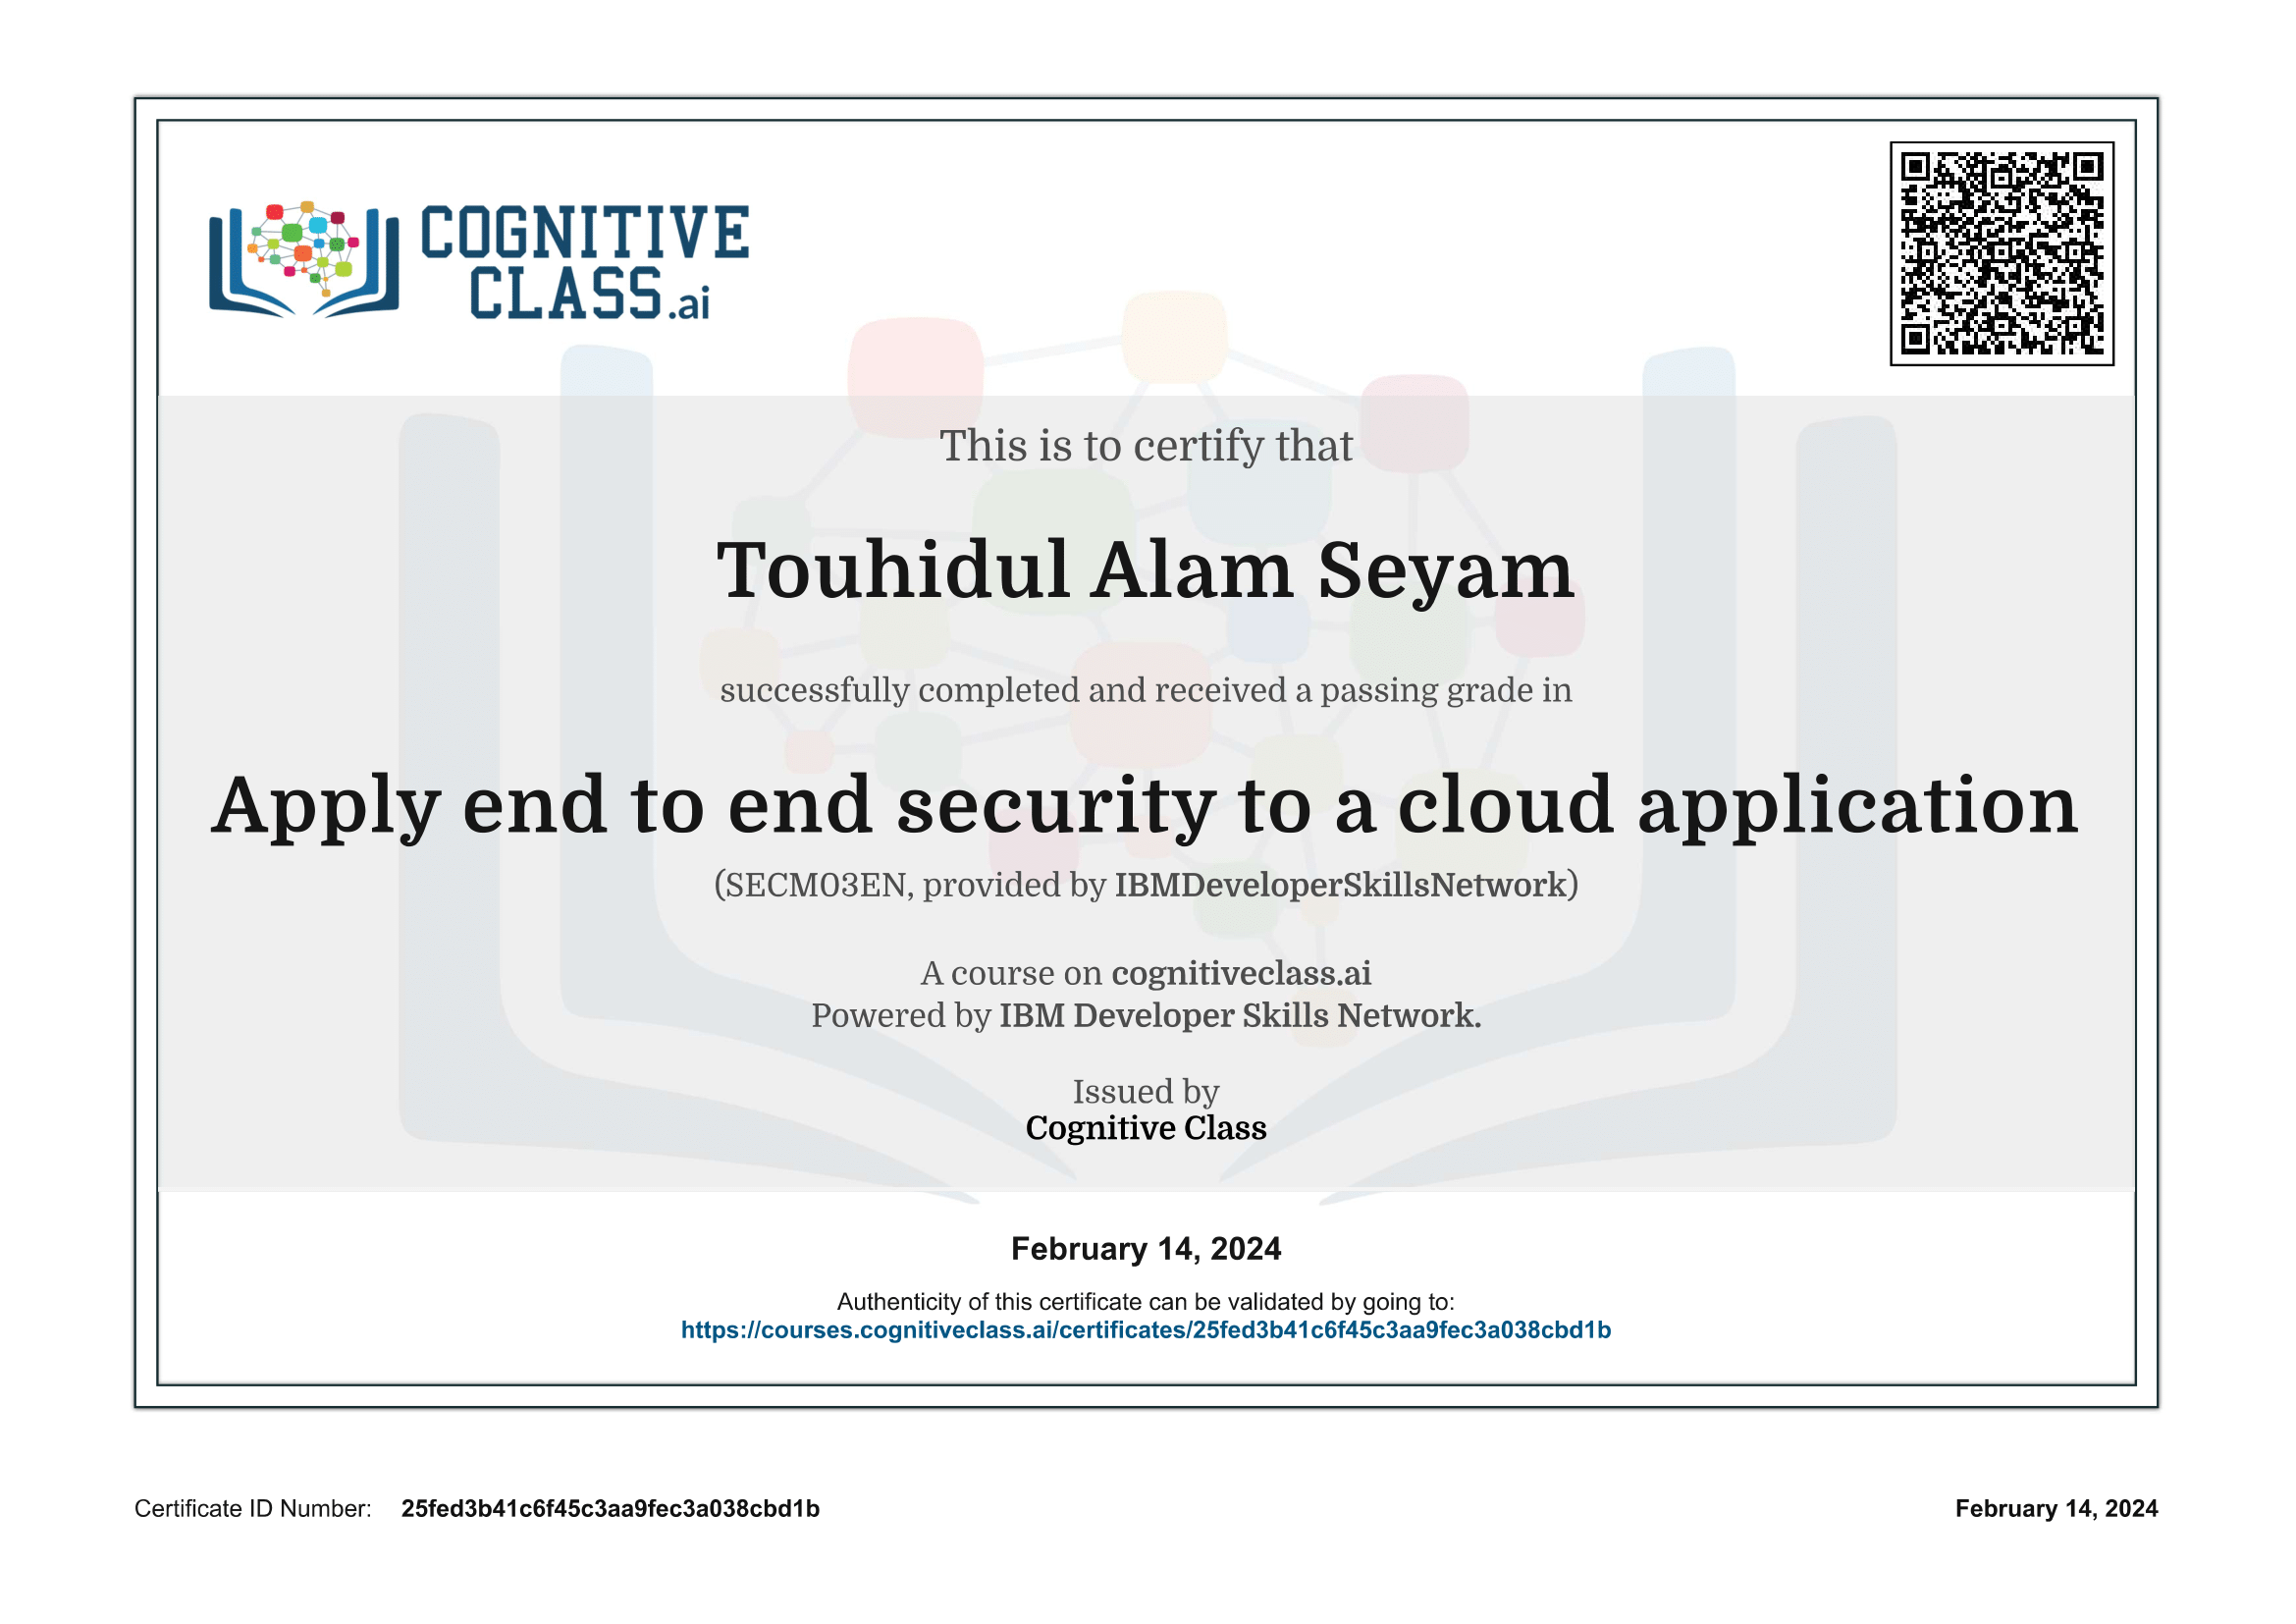 COGNITIVE
CLASS.ai
This is to certify that
Touhidul Alam Seyam
successfully completed and received a passing grade in
Apply end to end security to a cloud application
(SECM03EN, provided by IBMDeveloperSkillsNetwork)
A course on cognitiveclass.ai
Powered by IBM Developer Skills Network.
Issued by
Cognitive Class
February 14, 2024
Authenticity of this certificate can be validated by going to:
https://courses.cognitiveclass.ai/certificates/25fed3b41c6f45c3aa9fec3a038cbd1b
Certificate ID Number: 25fed3b41c6f45c3aa9fec3a038cbd1b
February 14, 2024